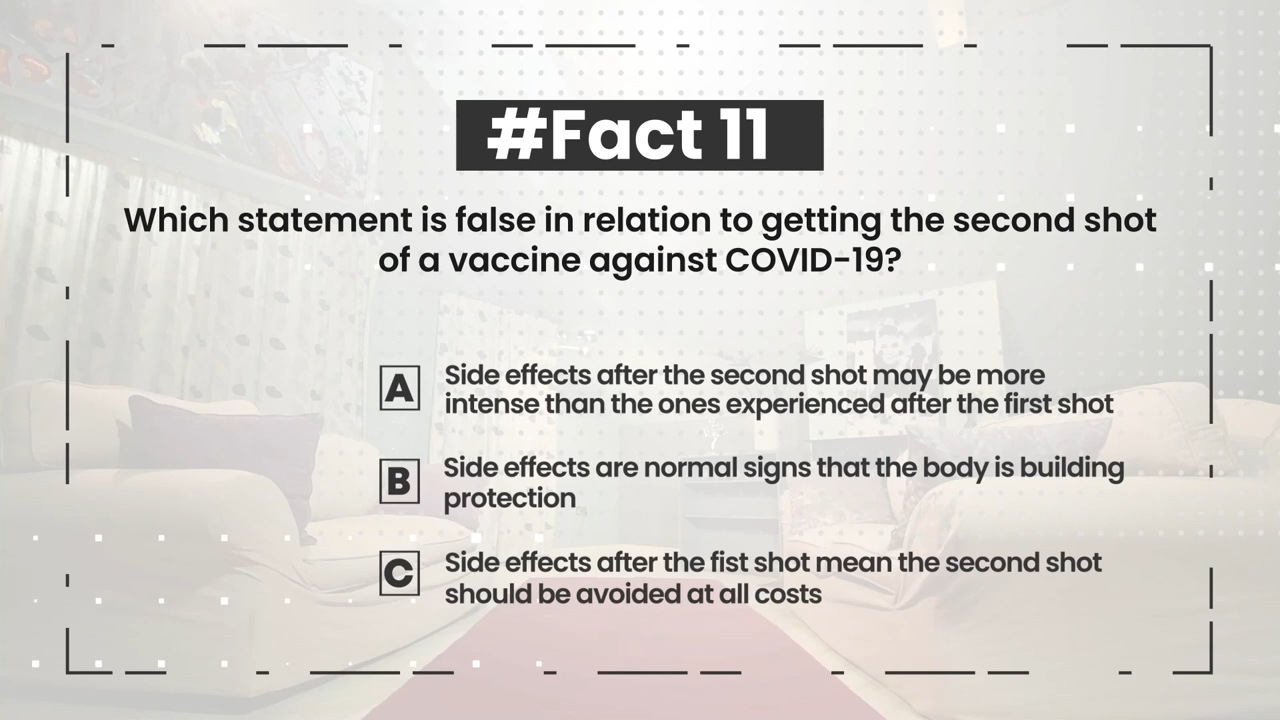 #Fact 11
Which statement is false in relation to getting the second shot
of a vaccine against COVID-19?
A Side effects after the second shot may be more
intense than the ones experienced after the first shot
B Side effects are normal signs that the body is building
protection
C Side effects after the fist shot mean the second shot
should be avoided at all costs